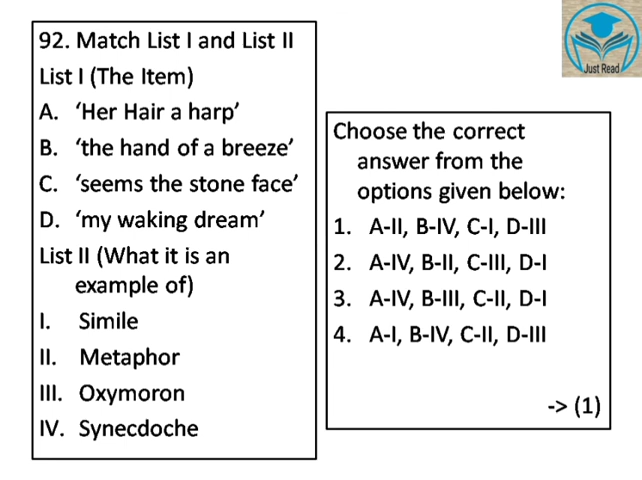 92. Match List I and List II
List I (The Item)
A. ‘Her Hair a harp’
B. ‘the hand of a breeze’
C. ‘seems the stone face’
D. ‘my waking dream’
List II (What it is an
example of)
I. Simile
II. Metaphor
III. Oxymoron
IV. Synecdoche
Choose the correct
answer from the
options given below:
1. A-II, B-IV, C-I, D-III
2. A-IV, B-II, C-III, D-I
3. A-IV, B-III, C-II, D-I
4. A-I, B-IV, C-II, D-III
-> (1)
Just Read